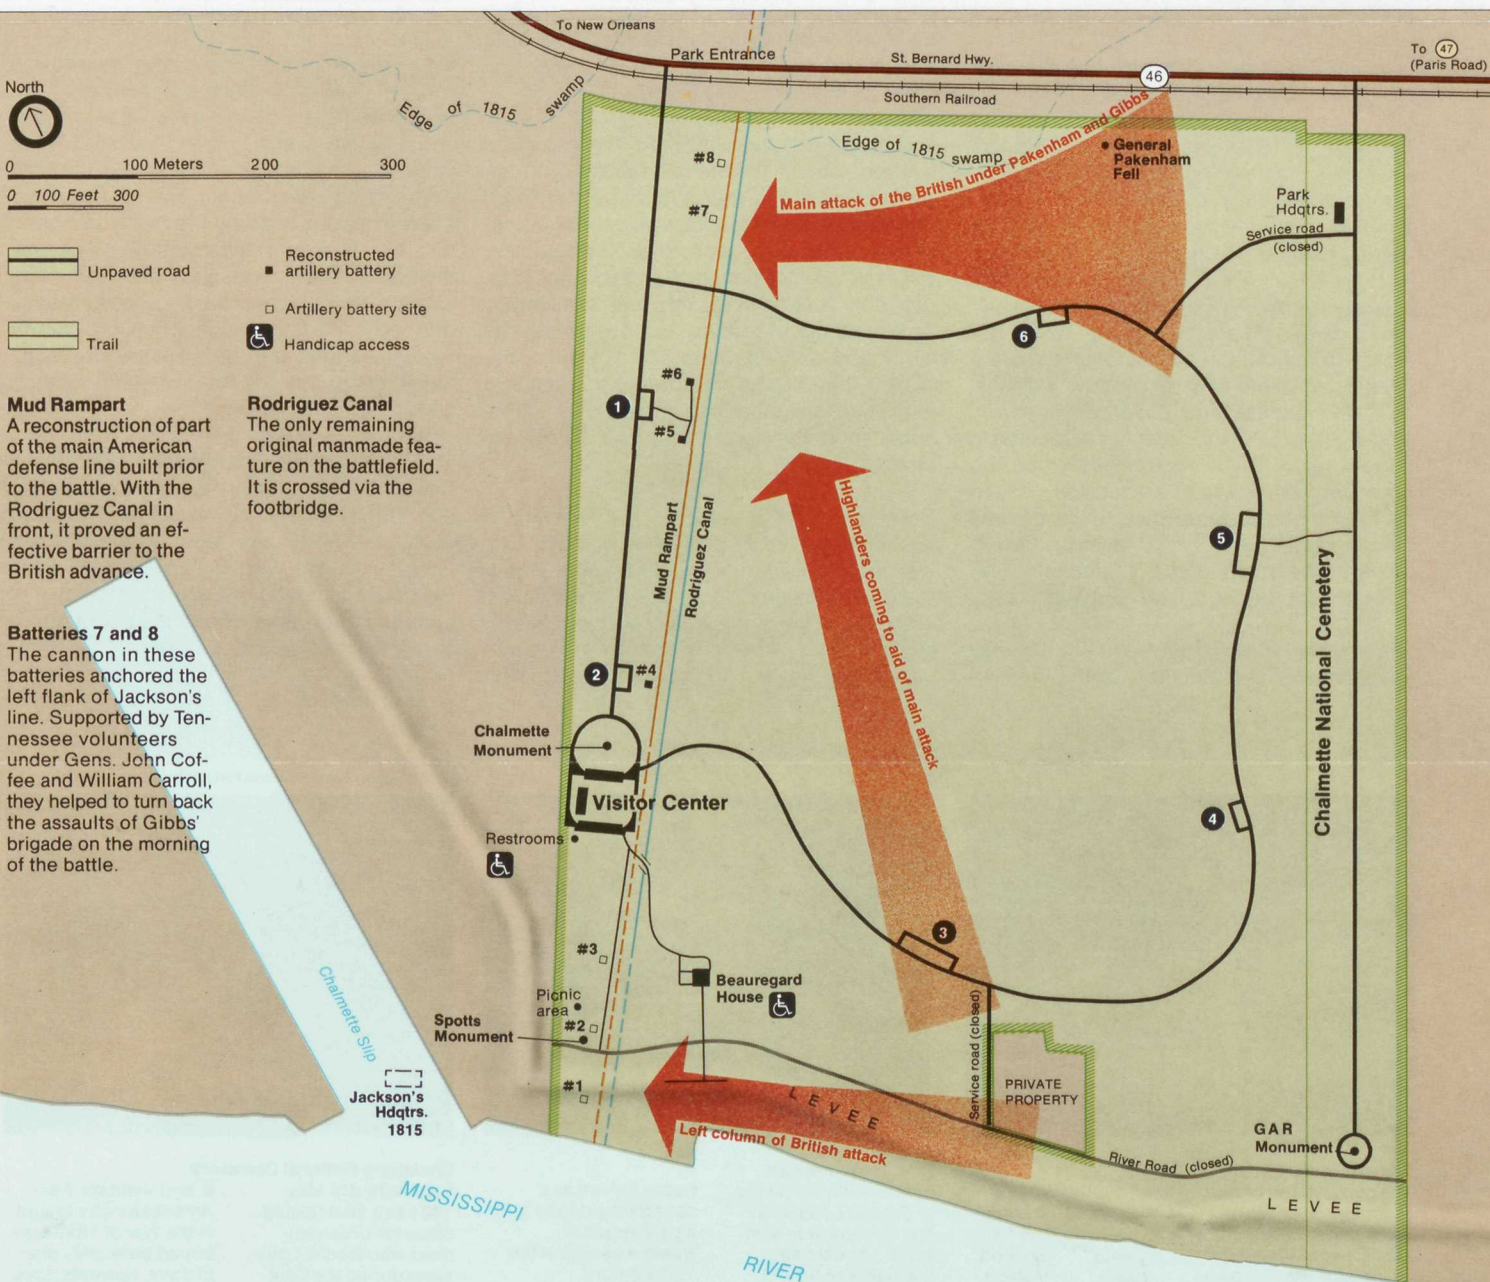 To New Orleans
Park Entrance
St. Bernard Hwy.
46
To 47
(Paris Road)
Southern Railroad
North
Edge of 1815 swamp
0 100 Meters 200 300
0 100 Feet 300
Unpaved road
Trail
Reconstructed
artillery battery
Artillery battery site
Handicap access
Mud Rampart
A reconstruction of part
of the main American
defense line built prior
to the battle. With the
Rodriguez Canal in
front, it proved an ef-
fective barrier to the
British advance.
Rodriguez Canal
The only remaining
original manmade fea-
ture on the battlefield.
It is crossed via the
footbridge.
Batteries 7 and 8
The cannon in these
batteries anchored the
left flank of Jackson's
line. Supported by Ten-
nessee volunteers
under Gens. John Cof-
fee and William Carroll,
they helped to turn back
the assaults of Gibbs'
brigade on the morning
of the battle.
#8
#7
Edge of 1815 swamp
Main attack of the British under Pakenham and Gibbs
General
Pakenham
Fell
Park
Hdqtrs.
Service road
(closed)
6
#6
1
#5
Mud Rampart
Rodriguez Canal
Highlanders coming to aid of main attack
5
Chalmette National Cemetery
2
#4
Chalmette
Monument
Visitor Center
Restrooms
4
3
#3
Beauregard
House
Picnic
area
#2
Spotts
Monument
#1
Service road (closed)
PRIVATE
PROPERTY
LEVEE
Left column of British attack
Chalmette Slip
Jackson's
Hdqtrs.
1815
GAR
Monument
River Road (closed)
LEVEE
MISSISSIPPI
RIVER